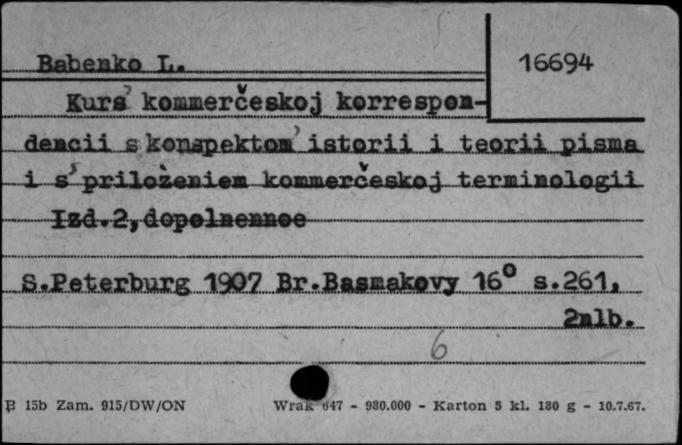 Babenko L.
16694
Kurs' kommerčeskoj korrespon-
dencii s konspektom' istorii i teorii pisma
i s' priloženiem kommerčeskoj terminologii
Izd.2, dopolnennoe
S.Peterburg 1907 Br.Basmakovy 16° s.261,
2nlb.
6
B 15b Zam. 915/DW/ON Wrak 647 - 980.000 - Karton 5 kl. 180 g - 10.7.67.